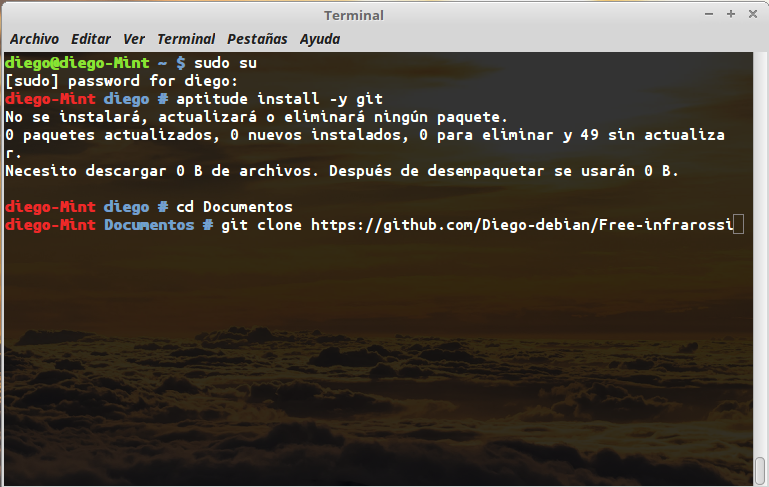 Terminal
Archivo Editar Ver Terminal Pestañas Ayuda
diego@diego-Mint ~ $ sudo su
[sudo] password for diego:
diego-Mint diego # aptitude install -y git
No se instalará, actualizará o eliminará ningún paquete.
0 paquetes actualizados, 0 nuevos instalados, 0 para eliminar y 49 sin actualiza
r.
Necesito descargar 0 B de archivos. Después de desempaquetar se usarán 0 B.
diego-Mint diego # cd Documentos
diego-Mint Documentos # git clone https://github.com/Diego-debian/Free-infrarossi